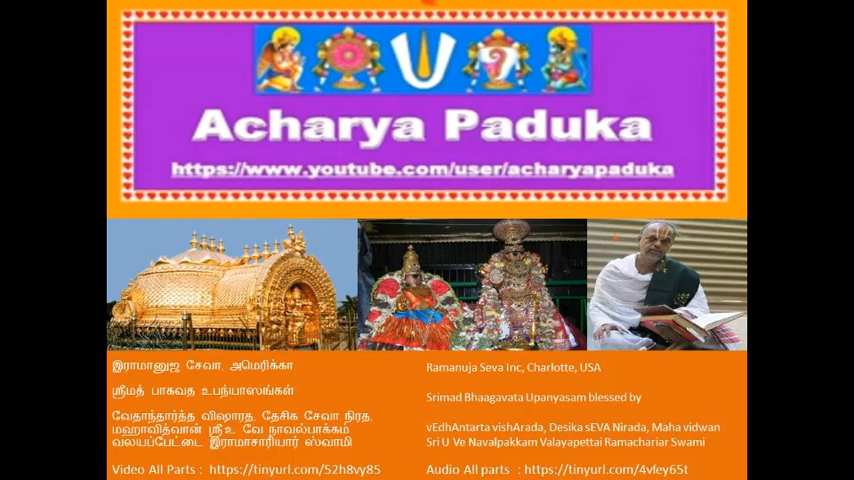 Acharya Paduka
https://www.youtube.com/user/acharyapaduka
இராமானுஜ சேவா, அமெரிக்கா
ஸ்ரீமத் பாகவத உபந்யாஸங்கள்
வேதாந்தார்த்த விஷாரத, தேசிக சேவா நிரத,
மஹாவித்வான் ஸ்ரீ உ வே நாவல்பாக்கம்
வலயப்பேட்டை இராமாசாரியார் ஸ்வாமி
Video All Parts : https://tinyurl.com/52h8vy85
Ramanuja Seva Inc, Charlotte, USA
Srimad Bhaagavata Upanyasam blessed by
vEdhAntarta vishArada, Desika sEVA Nirada, Maha vidwan
Sri U Ve Navalpakkam Valayapettai Ramachariar Swami
Audio All parts : https://tinyurl.com/4vfey65t